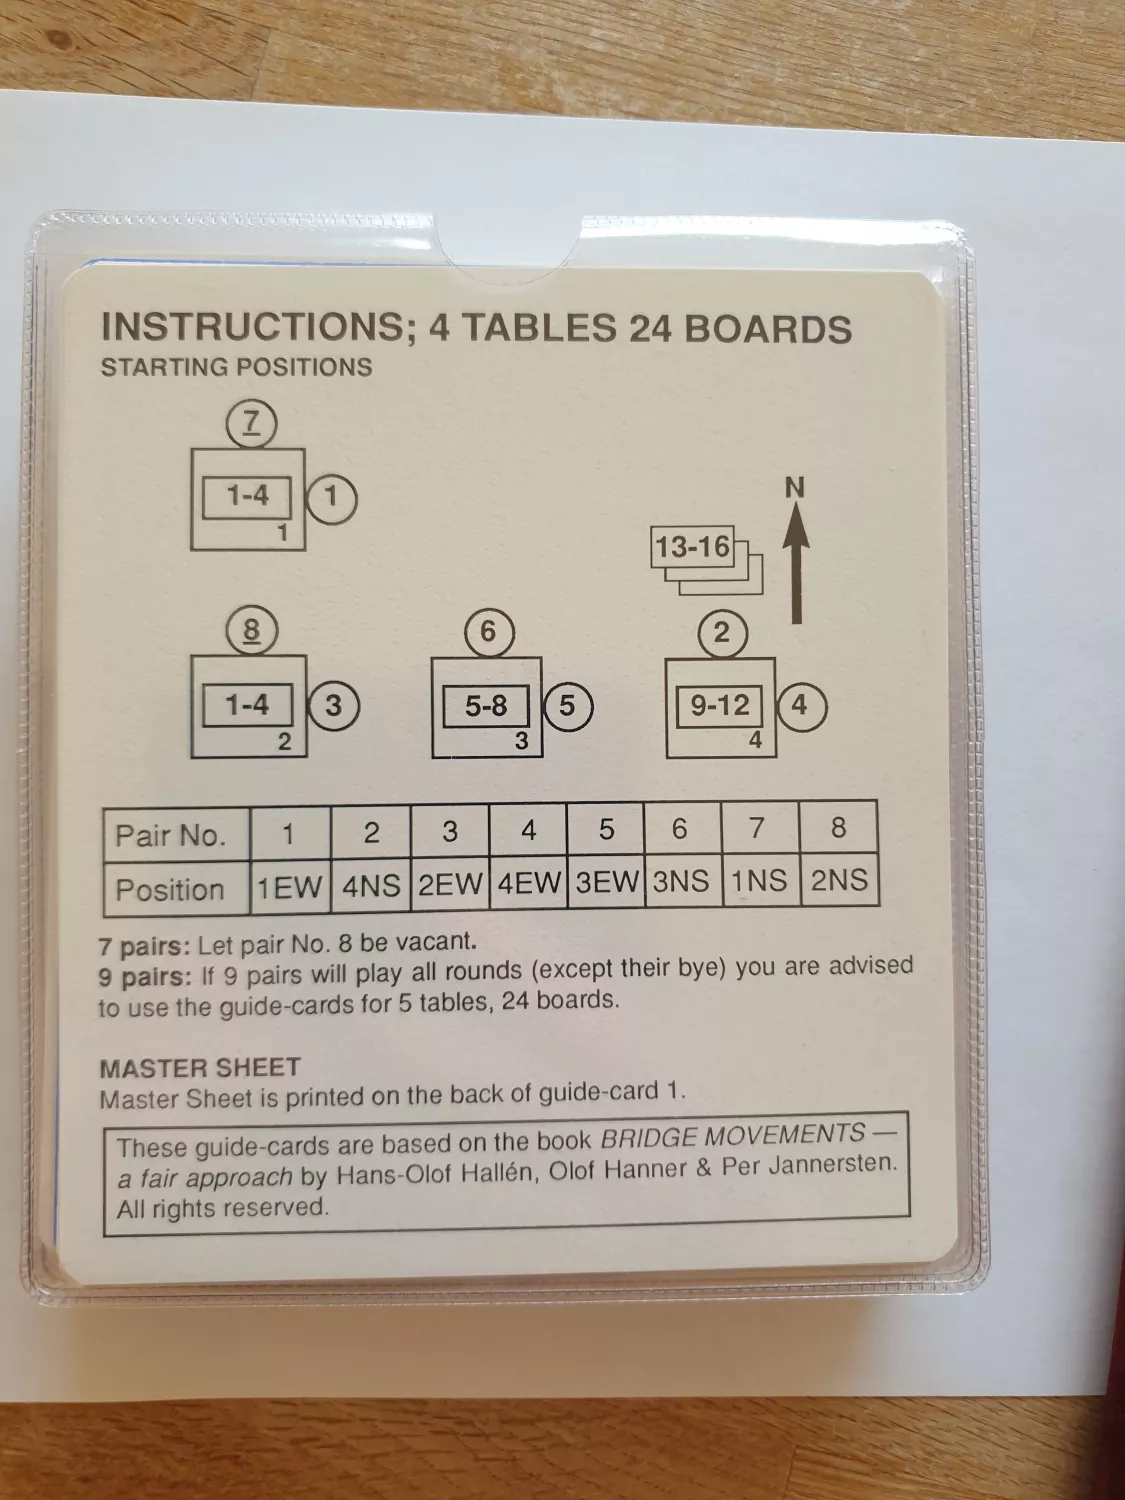 INSTRUCTIONS; 4 TABLES 24 BOARDS
STARTING POSITIONS
7
1-4
1
1
N
13-16
8
6
2
1-4
3
5-8
5
9-12
4
2
3
4
Pair No. 1 2 3 4 5 6 7 8
Position 1EW 4NS 2EW 4EW 3EW 3NS 1NS 2NS
7 pairs: Let pair No. 8 be vacant.
9 pairs: If 9 pairs will play all rounds (except their bye) you are advised
to use the guide-cards for 5 tables, 24 boards.
MASTER SHEET
Master Sheet is printed on the back of guide-card 1.
These guide-cards are based on the book BRIDGE MOVEMENTS —
a fair approach by Hans-Olof Hallén, Olof Hanner & Per Jannersten.
All rights reserved.